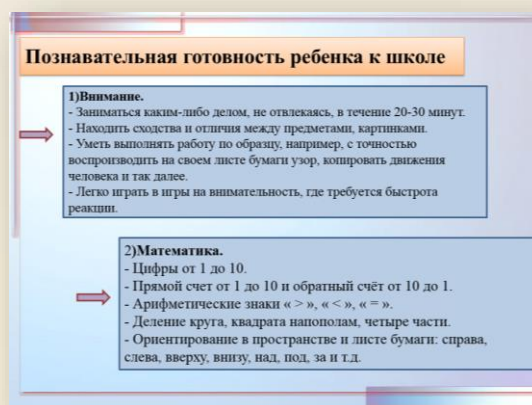 Познавательная готовность ребенка к школе
1)Внимание.
- Заниматься каким-либо делом, не отвлекаясь, в течение 20-30 минут.
- Находить сходства и отличия между предметами, картинками.
- Уметь выполнять работу по образцу, например, с точностью
воспроизводить на своем листе бумаги узор, копировать движения
человека и так далее.
- Легко играть в игры на внимательность, где требуется быстрота
реакции.
2)Математика.
- Цифры от 1 до 10.
- Прямой счет от 1 до 10 и обратный счёт от 10 до 1.
- Арифметические знаки « > », « < », « = ».
- Деление круга, квадрата напополам, четыре части.
- Ориентирование в пространстве и листе бумаги: справа,
слева, вверху, внизу, над, под, за и т.д.